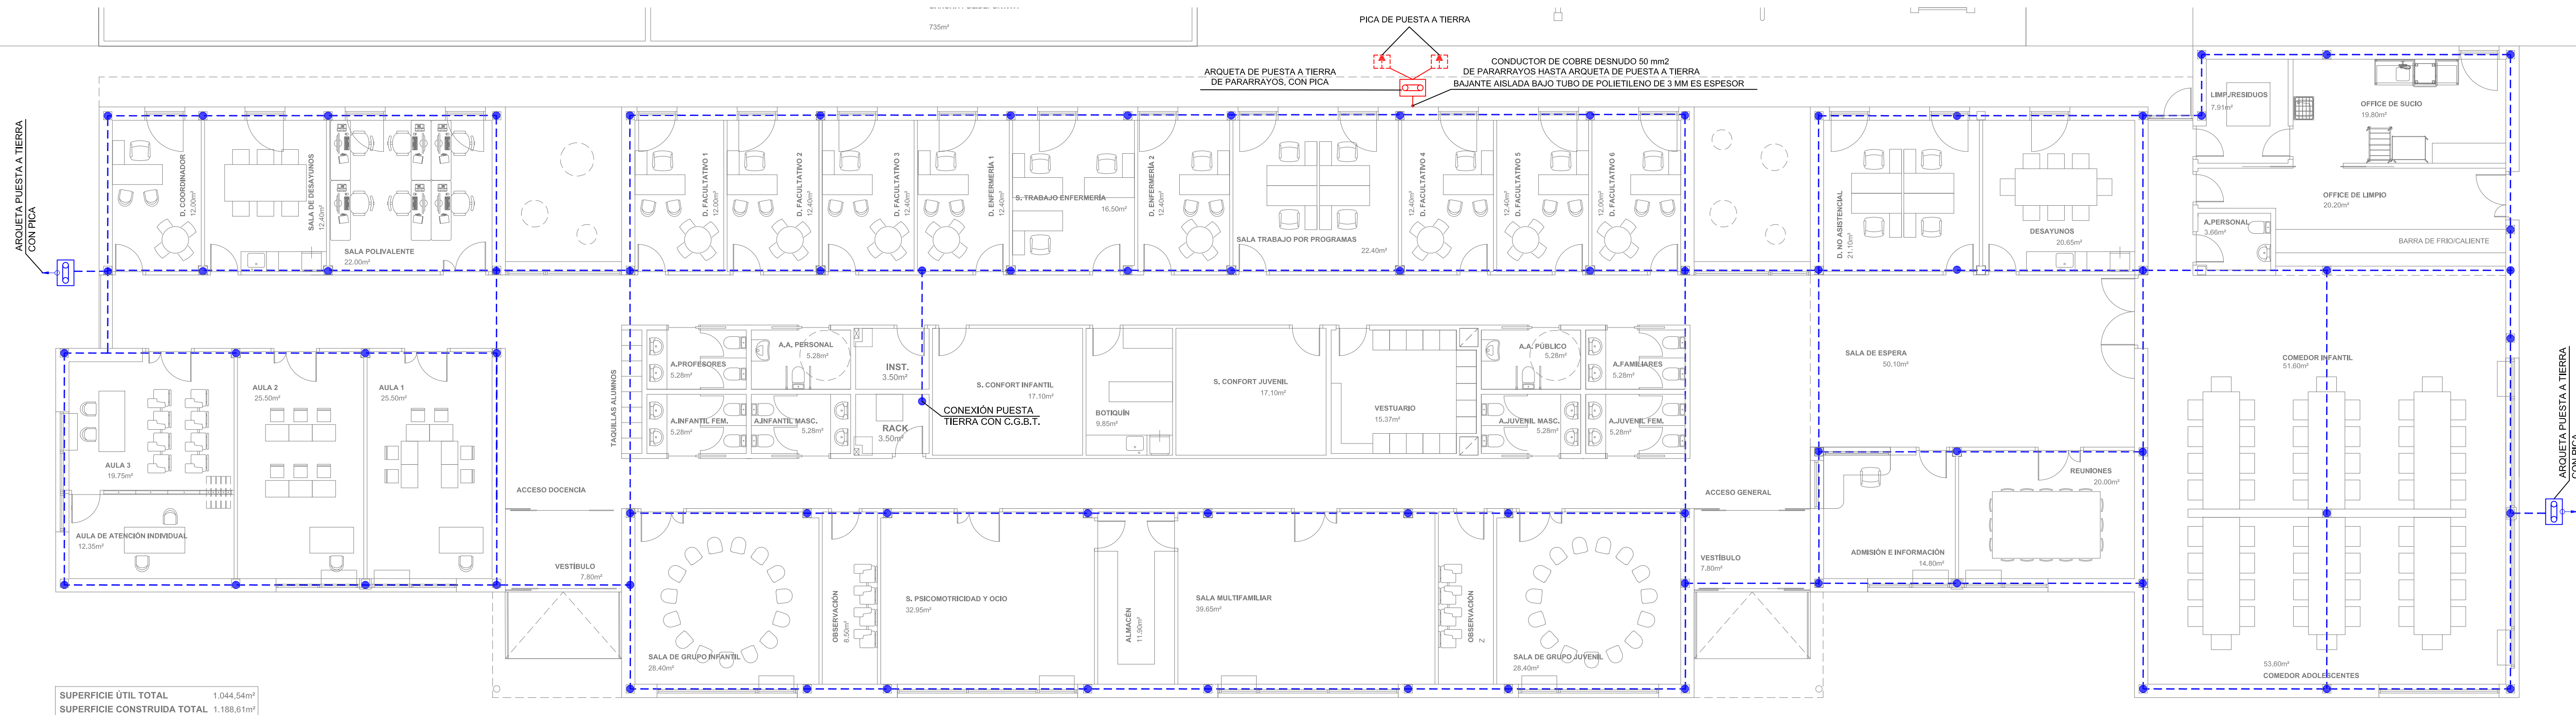 735m²
PICA DE PUESTA A TIERRA
ARQUETA DE PUESTA A TIERRA
DE PARARRAYOS, CON PICA
CONDUCTOR DE COBRE DESNUDO 50 mm2
DE PARARRAYOS HASTA ARQUETA DE PUESTA A TIERRA
BAJANTE AISLADA BAJO TUBO DE POLIETILENO DE 3 MM ES ESPESOR
ARQUETA PUESTA A TIERRA
CON PICA
D. COORDINADOR
12,00m²
SALA DE DESAYUNOS
12,40m²
SALA POLIVALENTE
22.00m²
D. FACULTATIVO 1
12,00m²
D. FACULTATIVO 2
12,40m²
D. FACULTATIVO 3
12,40m²
D. ENFERMERÍA 1
12,40m²
S. TRABAJO ENFERMERÍA
16,50m²
D. ENFERMERÍA 2
12,40m²
SALA TRABAJO POR PROGRAMAS
22.40m²
D. FACULTATIVO 4
12,40m²
D. FACULTATIVO 5
12,40m²
D. FACULTATIVO 6
12,00m²
D. NO ASISTENCIAL
21,10m²
DESAYUNOS
20,65m²
LIMP./RESIDUOS
7.91m²
OFFICE DE SUCIO
19.80m²
OFFICE DE LIMPIO
20,20m²
A.PERSONAL
3.66m²
BARRA DE FRIO/CALIENTE
AULA 3
19.75m²
AULA 2
25.50m²
AULA 1
25.50m²
AULA DE ATENCIÓN INDIVIDUAL
12.35m²
ACCESO DOCENCIA
VESTÍBULO
7.80m²
TAQUILLAS ALUMNOS
A.PROFESORES
5.28m²
A.A. PERSONAL
5.28m²
INST.
3.50m²
A.INFANTIL FEM.
5.28m²
A.INFANTIL MASC.
5.28m²
RACK
3.50m²
CONEXIÓN PUESTA
TIERRA CON C.G.B.T.
S. CONFORT INFANTIL
17.10m²
BOTIQUÍN
9,85m²
S. CONFORT JUVENIL
17,10m²
VESTUARIO
15,37m²
A.A. PÚBLICO
5,28m²
A.FAMILIARES
5.28m²
A.JUVENIL MASC.
5.28m²
A.JUVENIL FEM.
5.28m²
SALA DE ESPERA
50,10m²
ACCESO GENERAL
VESTÍBULO
7,80m²
ADMISIÓN E INFORMACIÓN
14.80m²
REUNIONES
20.00m²
COMEDOR INFANTIL
51.60m²
53,60m²
COMEDOR ADOLESCENTES
ARQUETA PUESTA A TIERRA
CON PICA
SALA DE GRUPO INFANTIL
28.40m²
OBSERVACIÓN
8,50m²
S. PSICOMOTRICIDAD Y OCIO
32.95m²
ALMACÉN
11,90m²
SALA MULTIFAMILIAR
39.65m²
OBSERVACIÓN
Z
SALA DE GRUPO JUVENIL
28.40m²
SUPERFICIE ÚTIL TOTAL 1.044,54m²
SUPERFICIE CONSTRUIDA TOTAL 1.188,61m²